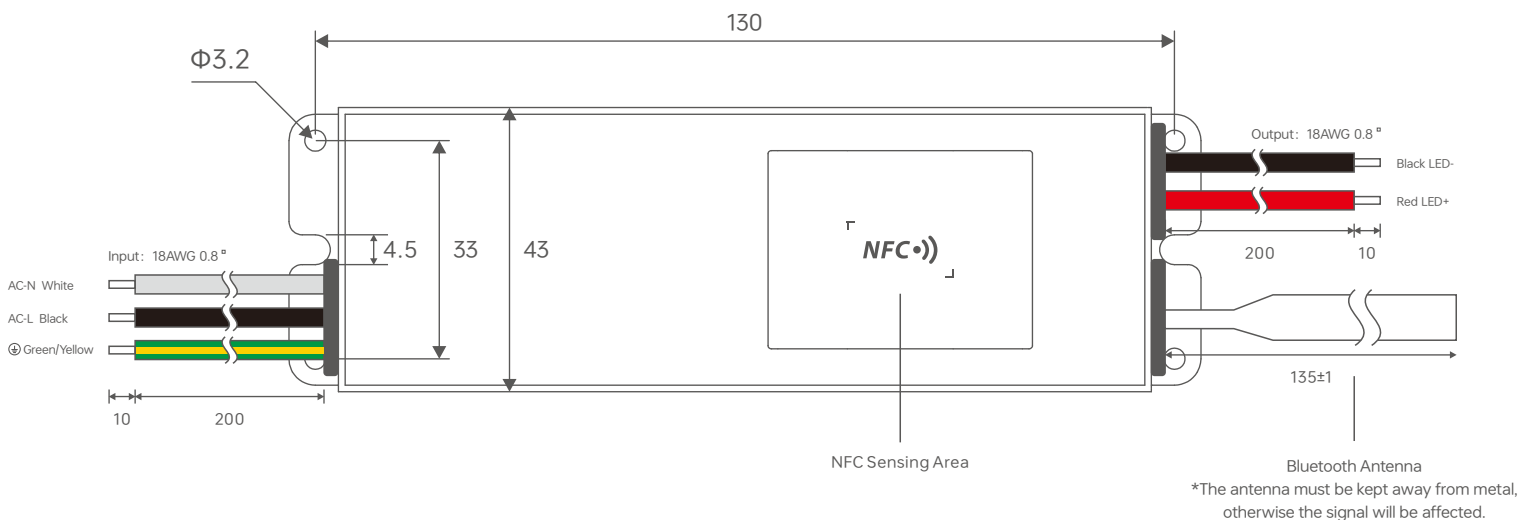 130
Φ3.2
Output: 18AWG 0.8
Black LED-
Red LED+
200
10
4.5
33
43
NFC
Input: 18AWG 0.8
AC-N White
AC-L Black
Green/Yellow
10
200
135±1
NFC Sensing Area
Bluetooth Antenna
*The antenna must be kept away from metal,
otherwise the signal will be affected.